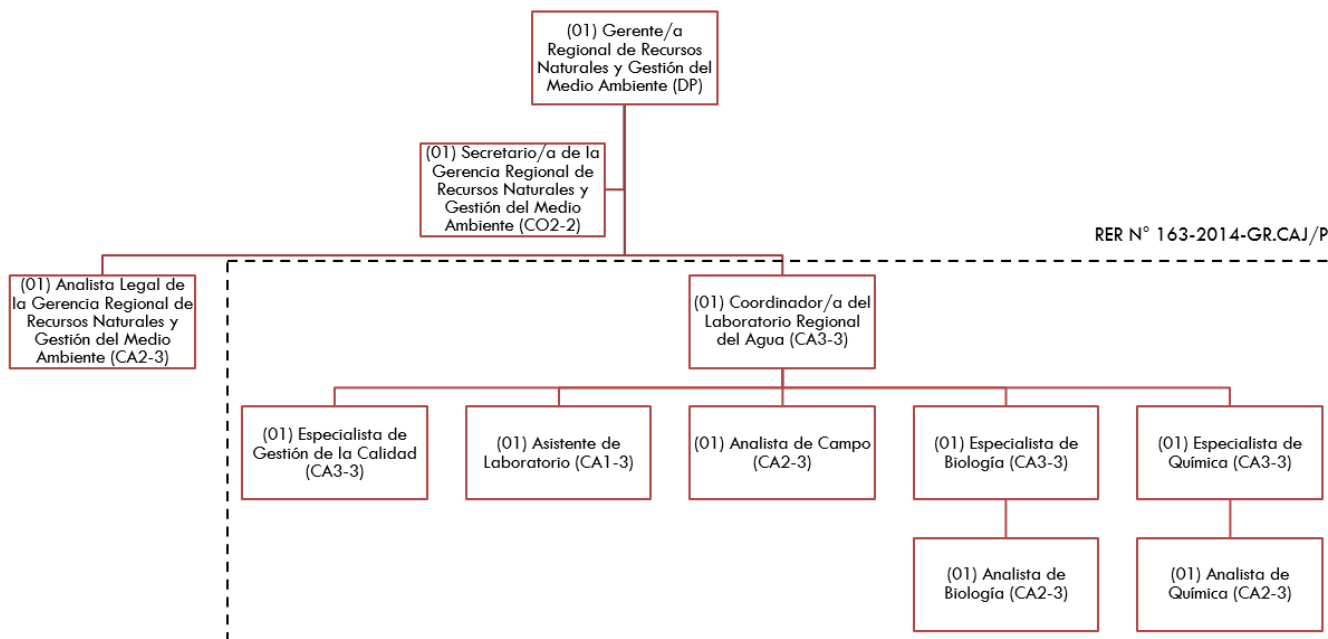 (01) Gerente/a
Regional de Recursos
Naturales y Gestión del
Medio Ambiente (DP)
(01) Secretario/a de la
Gerencia Regional de
Recursos Naturales y
Gestión del Medio
Ambiente (CO2-2)
RER N° 163-2014-GR.CAJ/P
(01) Analista Legal de
la Gerencia Regional de
Recursos Naturales y
Gestión del Medio
Ambiente (CA2-3)
(01) Coordinador/a del
Laboratorio Regional
del Agua (CA3-3)
(01) Especialista de
Gestión de la Calidad
(CA3-3)
(01) Asistente de
Laboratorio (CA1-3)
(01) Analista de Campo
(CA2-3)
(01) Especialista de
Biología (CA3-3)
(01) Especialista de
Química (CA3-3)
(01) Analista de
Biología (CA2-3)
(01) Analista de
Química (CA2-3)